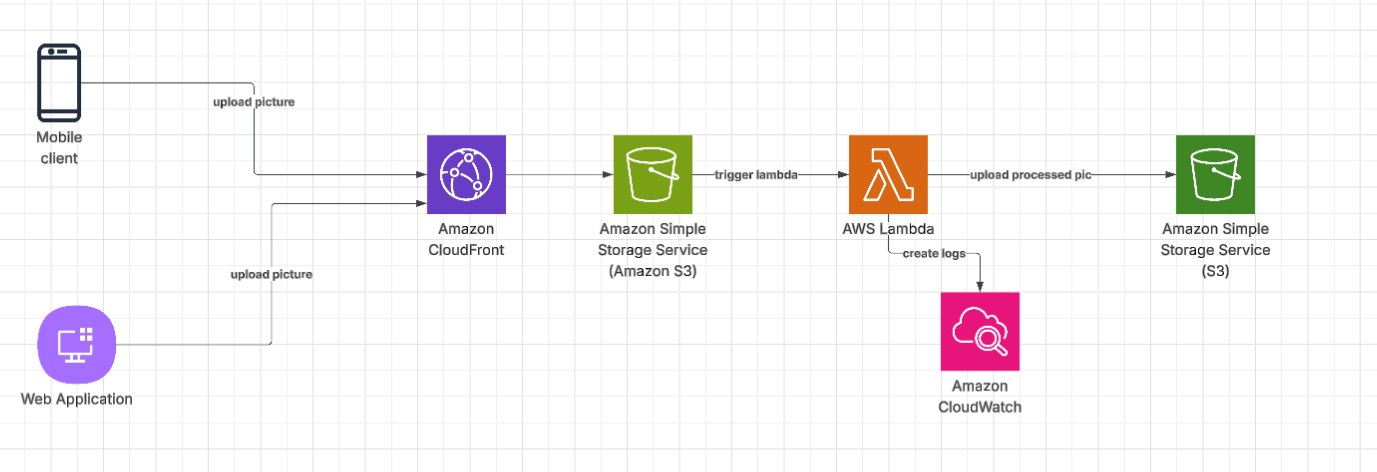 upload picture
Mobile
client
Amazon
CloudFront
upload picture
Web Application
Amazon Simple
Storage Service
(Amazon S3)
trigger lambda
AWS Lambda
create logs
Amazon
CloudWatch
upload processed pic
Amazon Simple
Storage Service
(S3)